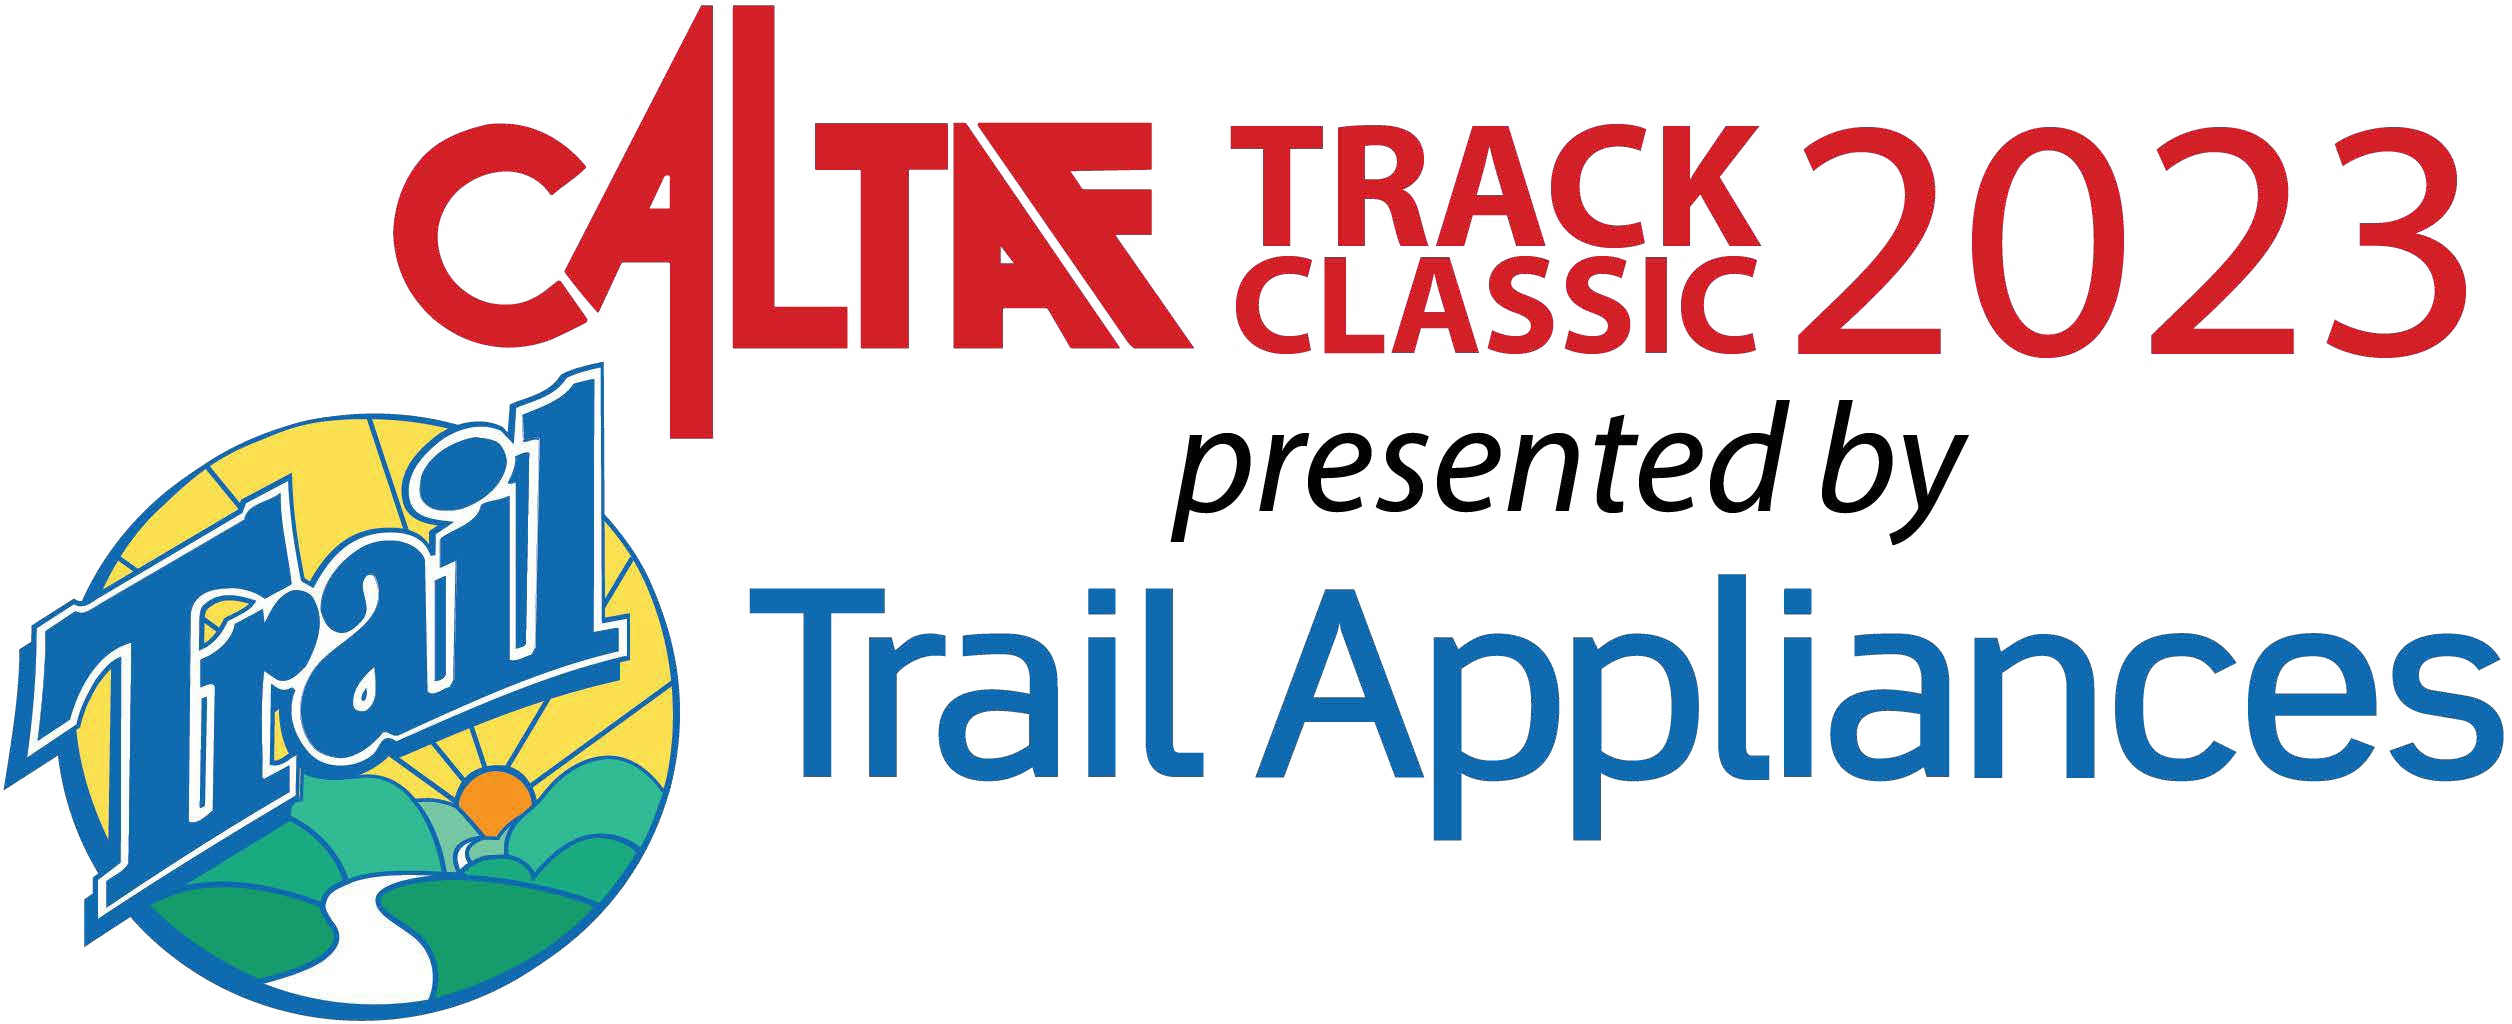 CALTAF TRACK CLASSIC 2023
presented by
Trail Appliances
Trail